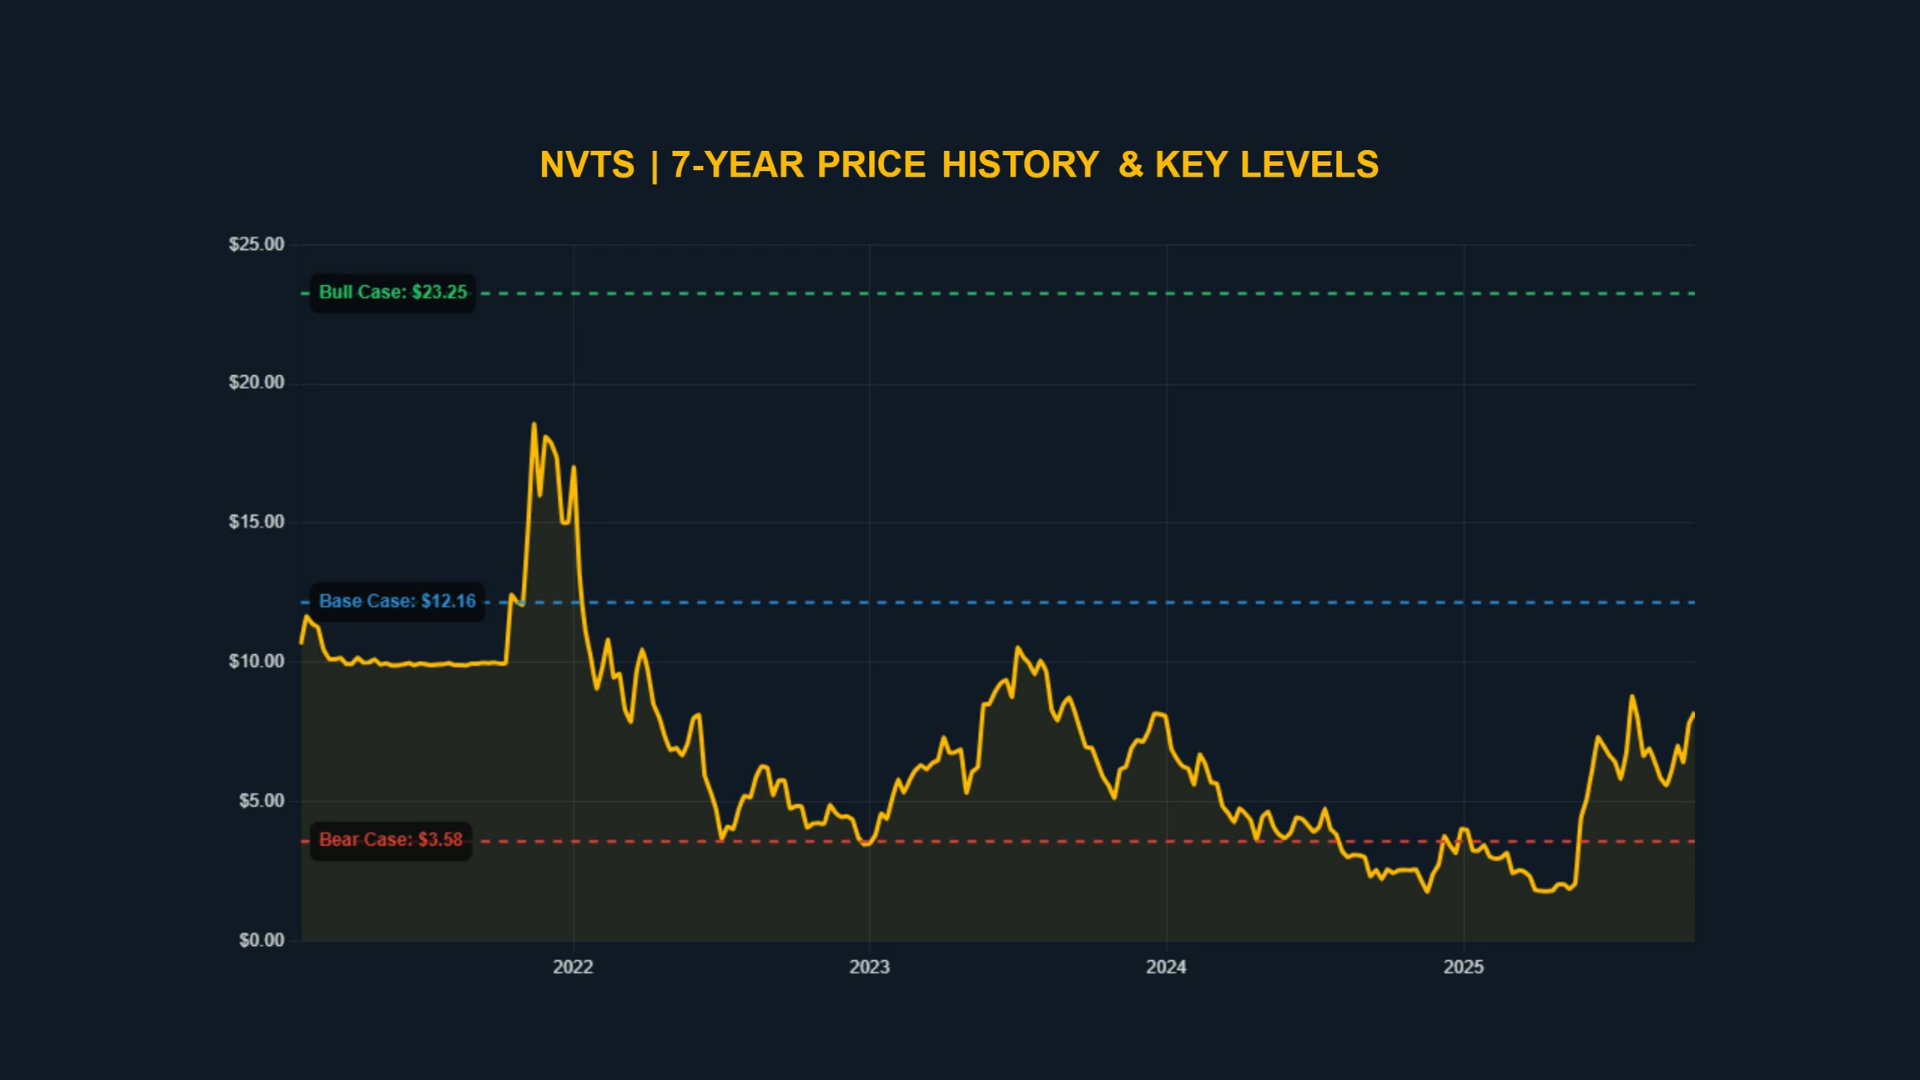 NVTS | 7-YEAR PRICE HISTORY & KEY LEVELS
$25.00
Bull Case: $23.25
$20.00
$15.00
Base Case: $12.16
$10.00
$5.00
Bear Case: $3.58
$0.00
2022 2023 2024 2025